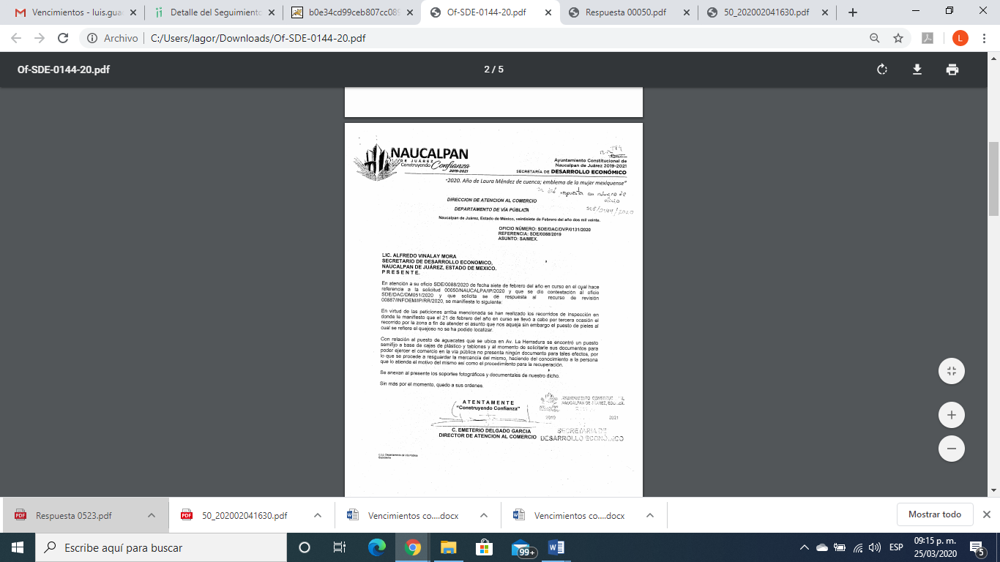 Vencimientos - luis.gua
Detalle del Seguimiento
b0e34cd99ceb807cc089
Of-SDE-0144-20.pdf
Respuesta 00050.pdf
50_202002041630.pdf
Archivo
C:/Users/lagor/Downloads/Of-SDE-0144-20.pdf
L
Of-SDE-0144-20.pdf
2 / 5
NAUCALPAN
DE JUÁREZ
Construyendo Confianza
2019-2021
Ayuntamiento Constitucional de
Naucalpan de Juárez 2019-2021
SECRETARÍA DE DESARROLLO ECONÓMICO
"2020. Año de Laura Méndez de cuenca; emblema de la mujer mexiquense"
respuesta con número de
oficio
SDE/0144/2020
DIRECCION DE ATENCION AL COMERCIO
DEPARTAMENTO DE VÍA PÚBLICA
Naucalpan de Juárez, Estado de México, veintisiete de Febrero del año dos mil veinte.
OFICIO NÚMERO: SDE/DAC/DVP/0131/2020
REFERENCIA: SDE/0088/2019
ASUNTO: SAIMEX.
LIC. ALFREDO VINALAY MORA
SECRETARIO DE DESARROLLO ECONOMICO,
NAUCALPAN DE JUÁREZ, ESTADO DE MEXICO.
P R E S E N T E.
En atención a su oficio SDE/0088/2020 de fecha siete de febrero del año en curso en el cual hace
referencia a la solicitud 00050/NAUCALPA/IP/2020 y que se dio contestación al oficio
SDE/DAC/DM051/2020 y que solicita se dé respuesta al recurso de revisión
00887/INFOEM/IP/RR/2020, se manifiesta lo siguiente:
En virtud de las peticiones arriba mencionada se han realizado los recorridos de inspección en
donde le manifiesto que el 21 de febrero del año en curso se llevó a cabo por tercera ocasión el
recorrido por la zona a fin de atender el asunto que nos aqueja sin embargo el puesto de pieles al
cual se refiere el quejoso no se ha podido localizar.
Con relación al puesto de aguacates que se ubica en Av. La Herradura se encontró un puesto
semifijo a base de cajas de plástico y tablones y al momento de solicitarle sus documentos para
poder ejercer el comercio en la vía pública no presenta ningún documento para tales efectos, por
lo que se procede a resguardar la mercancía del mismo, haciendo del conocimiento a la persona
que lo atiende el motivo del mismo así como el procedimiento para la recuperación.
Se anexan al presente los soportes fotográficos y documentales de nuestro dicho.
Sin más por el momento, quedo a sus ordenes.
A T E N T A M E N T E
"Construyendo Confianza"
C. EMETERIO DELGADO GARCIA
DIRECTOR DE ATENCION AL COMERCIO
NAUCALPAN DE JUAREZ, EDO. MEX.
2019 2021
SECRETARIA DE
DESARROLLO ECONÓMICO
c.c.p. Departamento de Vía Pública
Expediente
Respuesta 0523.pdf
50_202002041630.pdf
Vencimientos co....docx
Vencimientos co....docx
Mostrar todo
Escribe aquí para buscar
99+
ESP
09:15 p. m.
25/03/2020
5